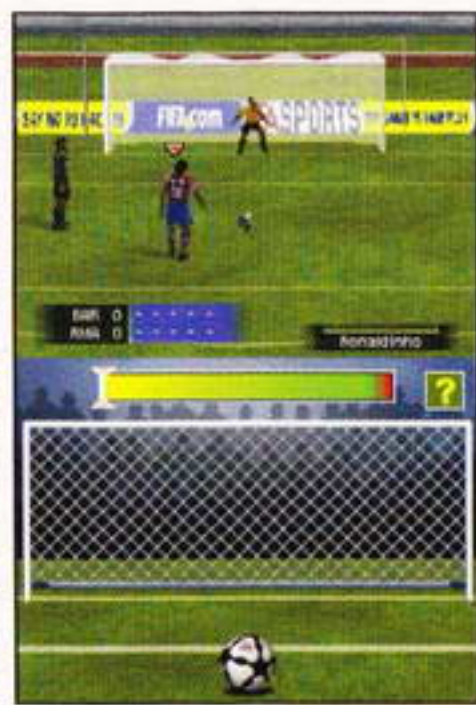 SAY NO TO RAC
FIFA.com
SPORTS
BAR 0
RMA 0
Ronaldinho
?